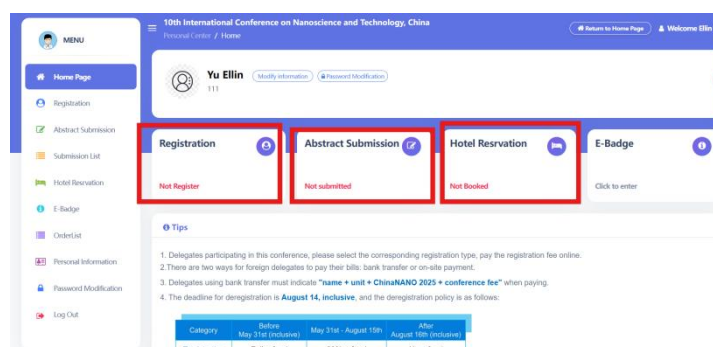 MENU
Home Page
Registration
Abstract Submission
Submission List
Hotel Resrvation
E-Badge
OrderList
Personal Information
Password Modification
Log Out
10th International Conference on Nanoscience and Technology, China
Personal Center / Home
Return to Home Page
Welcome Ellin
Yu Ellin
Modify information
Password Modification
111
Registration
Not Register
Abstract Submission
Not submitted
Hotel Resrvation
Not Booked
E-Badge
Click to enter
Tips
1. Delegates participating in this conference, please select the corresponding registration type, pay the registration fee online.
2.There are two ways for foreign delegates to pay their bills: bank transfer or on-site payment.
3. Delegates using bank transfer must indicate "name + unit + ChinaNANO 2025 + conference fee" when paying.
4. The deadline for deregistration is August 14, inclusive, and the deregistration policy is as follows:
Category
Before
May 31st (inclusive)
May 31st - August 15th
After
August 16th (inclusive)